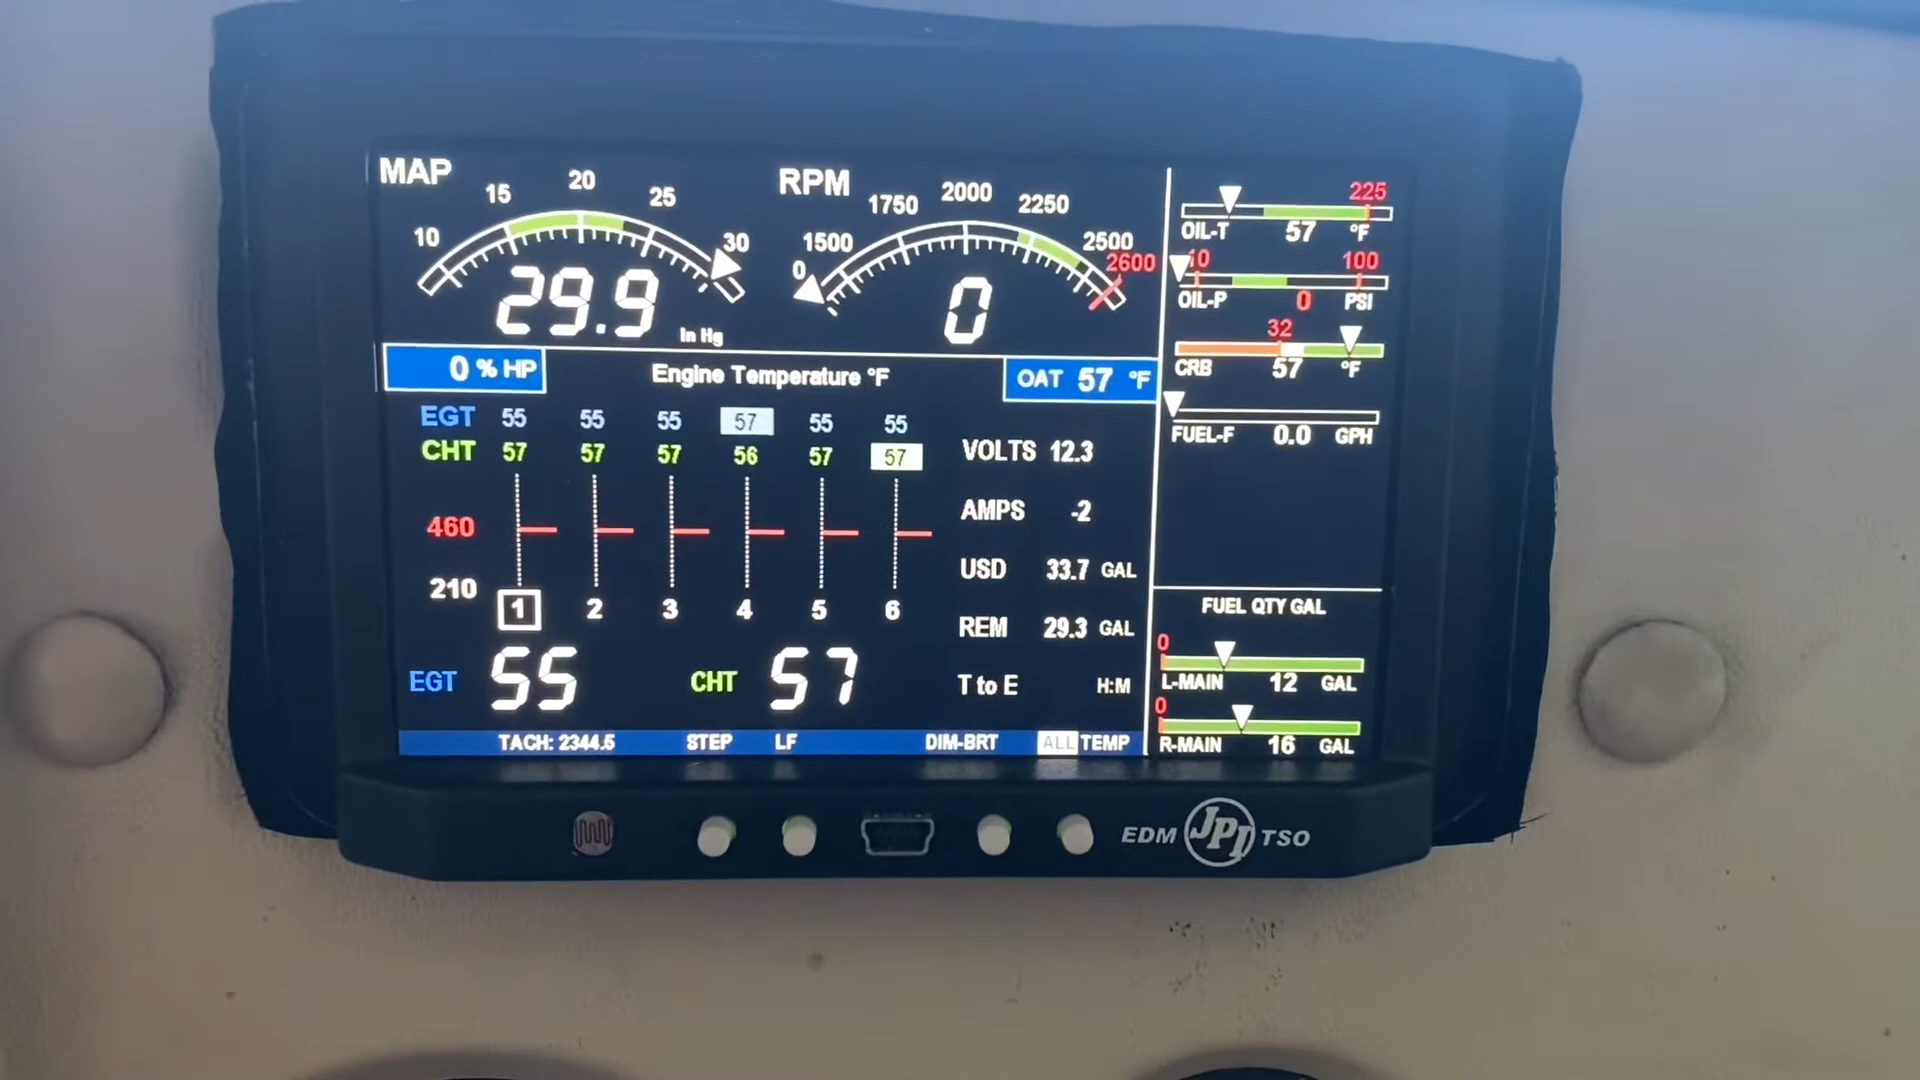 MAP
10 15 20 25 30
29.9
In Hg
RPM
0 1500 1750 2000 2250 2500 2600
0
225
OIL-T 57 °F
10 100
OIL-P 0 PSI
32
CRB 57 °F
FUEL-F 0.0 GPH
0 % HP
Engine Temperature °F
OAT 57 °F
EGT 55 55 55 57 55 55
CHT 57 57 57 56 57 57
460
210
1 2 3 4 5 6
EGT 55 CHT 57
VOLTS 12.3
AMPS -2
USD 33.7 GAL
REM 29.3 GAL
T to E H:M
FUEL QTY GAL
0
L-MAIN 12 GAL
0
R-MAIN 16 GAL
TACH: 2344.5 STEP LF DIM-BRT ALL TEMP
EDM JPI TSO